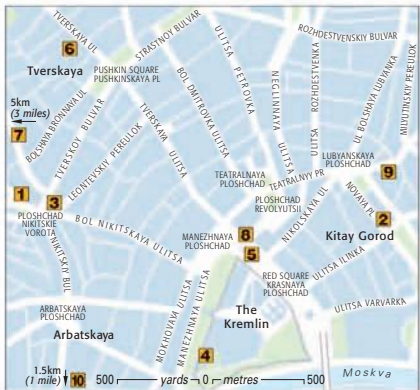 6
TVERSKAYA UL
STRASTNOY BULVAR
ROZHDESTVENSKIY BULVAR
Tverskaya
PUSHKIN SQUARE
PUSHKINSKAYA PL
ULITSA PETROVKA
NEGLINNAYA ULITSA
ULITSA ROZHDESTVENKA
UL BOLSHAYA LUBYANKA
MILIUTINSKIY PEREULOK
5km
(3 miles)
7
BOLSHAYA BRONNAYA UL
TVERSKOY BULVAR
LEONTEVSKIY PEREULOK
TVERSKAYA ULITSA
BOL DMITROVKA ULITSA
LUBYANSKAYA
PLOSHCHAD
9
TEATRALNAYA
PLOSHCHAD
TEATRALNYY PR
1
3
PLOSHCHAD
NIKITSKIE
VOROTA
PLOSHCHAD
REVOLYUTSII
NOVAYA PL
2
BOL NIKITSKAYA ULITSA
NIKITSKIY BUL
NIKOLSKAYA UL
Kitay Gorod
MANEZHNAYA
PLOSHCHAD
8
5
RED SQUARE
KRASNAYA
PLOSHCHAD
ULITSA ILINKA
ARBATSKAYA
PLOSHCHAD
Arbatskaya
MOKHOVAYA ULITSA
MANEZHNAYA ULITSA
The
Kremlin
ULITSA VARVARKA
4
1.5km
(1 mile)
10
500 yards 0 metres 500
Moskva